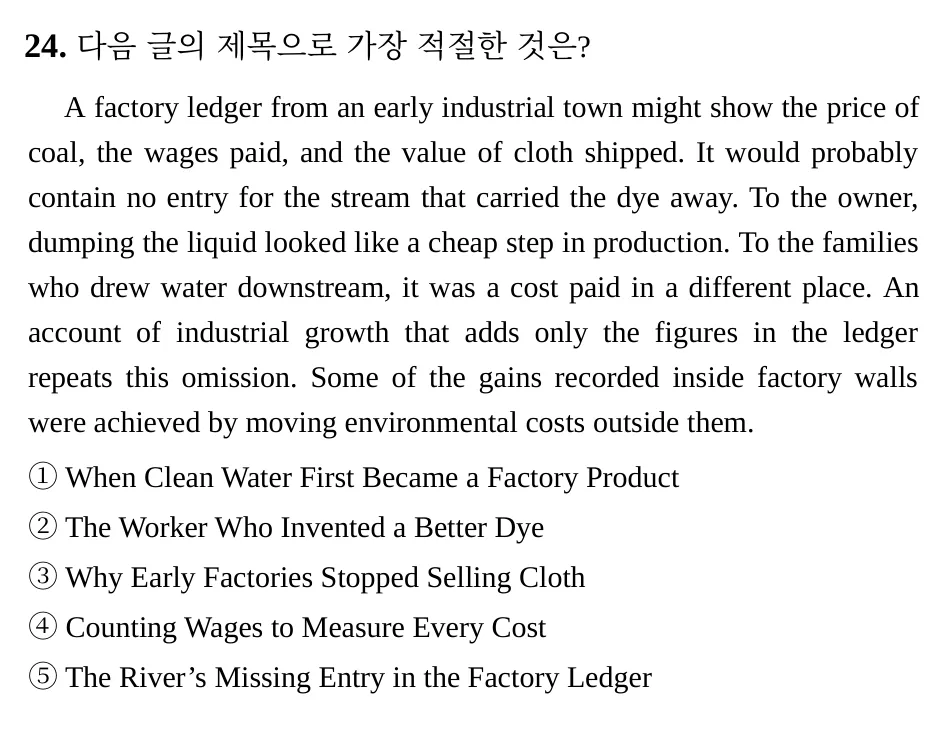 24. 다음 글의 제목으로 가장 적절한 것은?
A factory ledger from an early industrial town might show the price of
coal, the wages paid, and the value of cloth shipped. It would probably
contain no entry for the stream that carried the dye away. To the owner,
dumping the liquid looked like a cheap step in production. To the families
who drew water downstream, it was a cost paid in a different place. An
account of industrial growth that adds only the figures in the ledger
repeats this omission. Some of the gains recorded inside factory walls
were achieved by moving environmental costs outside them.
① When Clean Water First Became a Factory Product
② The Worker Who Invented a Better Dye
③ Why Early Factories Stopped Selling Cloth
④ Counting Wages to Measure Every Cost
⑤ The River’s Missing Entry in the Factory Ledger